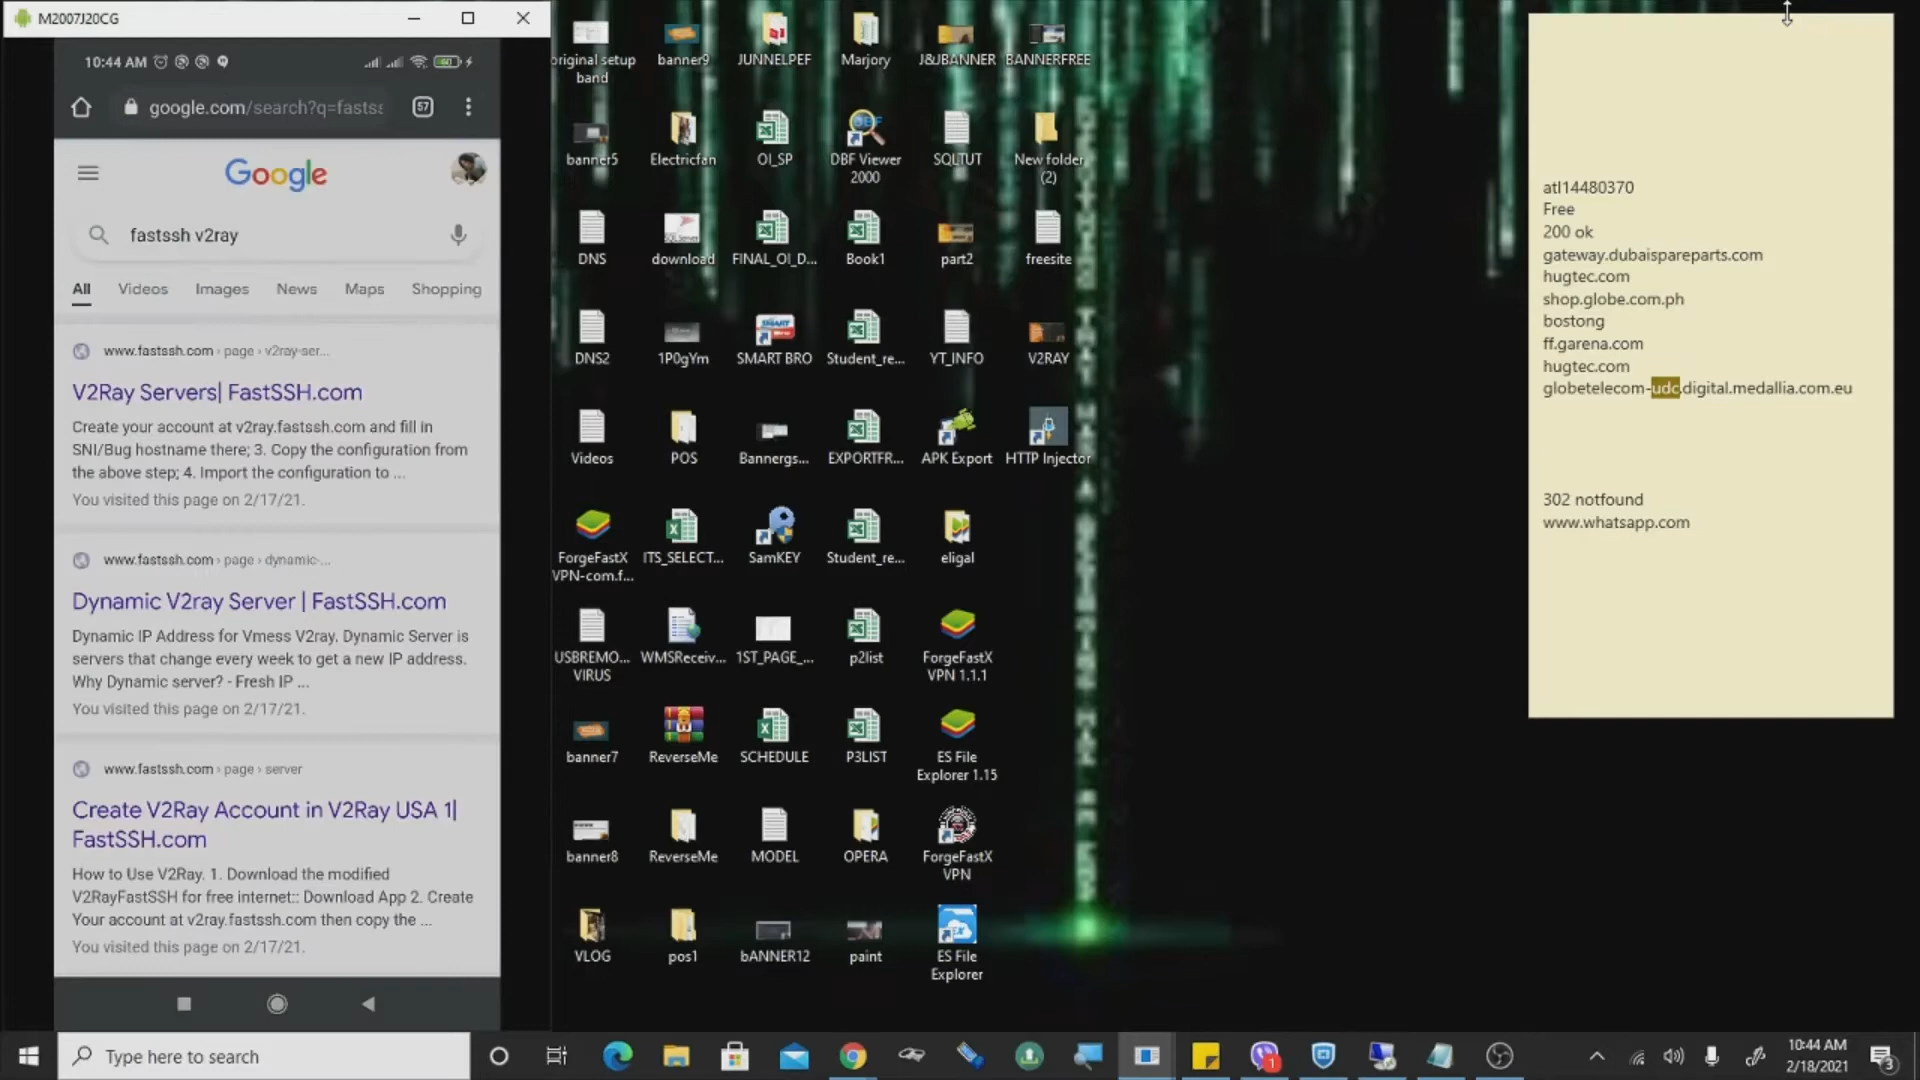 M2007J20CG
10:44 AM
google.com/search?q=fastss
57
Google
fastssh v2ray
All Videos Images News Maps Shopping
www.fastssh.com › page › v2ray-ser...
V2Ray Servers| FastSSH.com
Create your account at v2ray.fastssh.com and fill in
SNI/Bug hostname there; 3. Copy the configuration from
the above step; 4. Import the configuration to ...
You visited this page on 2/17/21.
www.fastssh.com › page › dynamic-...
Dynamic V2ray Server | FastSSH.com
Dynamic IP Address for Vmess V2ray. Dynamic Server is
servers that change every week to get a new IP address.
Why Dynamic server? - Fresh IP ...
You visited this page on 2/17/21.
www.fastssh.com › page › server
Create V2Ray Account in V2Ray USA 1|
FastSSH.com
How to Use V2Ray. 1. Download the modified
V2RayFastSSH for free internet:: Download App 2. Create
Your account at v2ray.fastssh.com then copy the ...
You visited this page on 2/17/21.
original setup band
banner9
JUNNELPEF
Marjory
J&JBANNER
BANNERFREE
banner5
Electricfan
OI_SP
DBF Viewer 2000
SQLTUT
New folder (2)
DNS
download
FINAL_OI_D...
Book1
part2
freesite
DNS2
1P0gYm
SMART BRO
Student_re...
YT_INFO
V2RAY
Videos
POS
Bannergs...
EXPORTFR...
APK Export
HTTP Injector
ForgeFastX VPN-com.f...
ITS_SELECT...
SamKEY
Student_re...
eligal
USBREMO... VIRUS
WMSReceiv...
1ST_PAGE_...
p2list
ForgeFastX VPN 1.1.1
banner7
ReverseMe
SCHEDULE
P3LIST
ES File Explorer 1.15
banner8
ReverseMe
MODEL
OPERA
ForgeFastX VPN
VLOG
pos1
bANNER12
paint
ES File Explorer
atl14480370
Free
200 ok
gateway.dubaispareparts.com
hugtec.com
shop.globe.com.ph
bostong
ff.garena.com
hugtec.com
globetelecom-udc.digital.medallia.com.eu
302 notfound
www.whatsapp.com
Type here to search
1
10:44 AM
2/18/2021
3